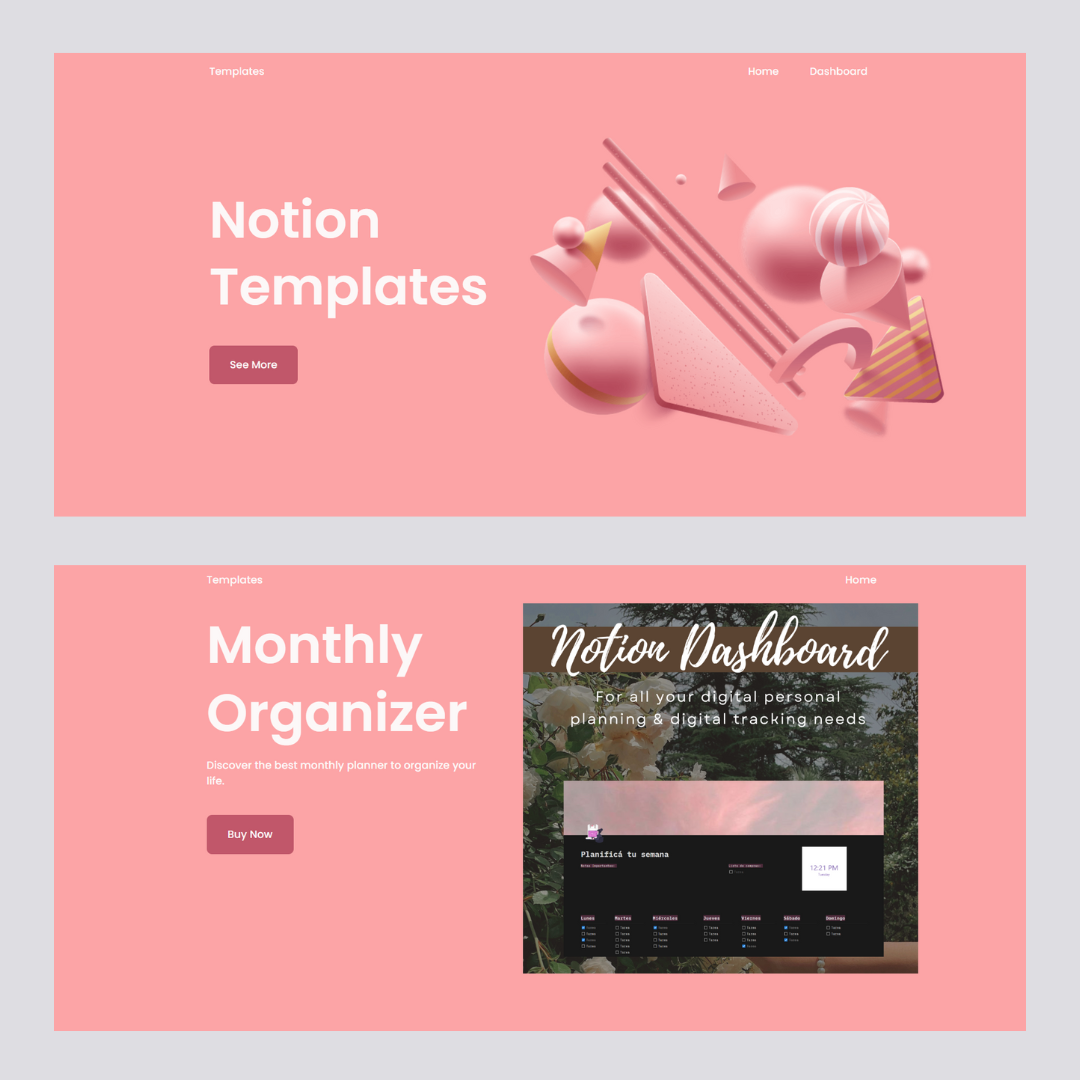 Templates
Home
Dashboard
Notion
Templates
See More
Templates
Home
Monthly
Organizer
Discover the best monthly planner to organize your
life.
Buy Now
Notion Dashboard
For all your digital personal
planning & digital tracking needs
Planificá tu semana
12:21 PM
Lunes
Martes
Miércoles
Jueves
Viernes
Sábado
Domingo